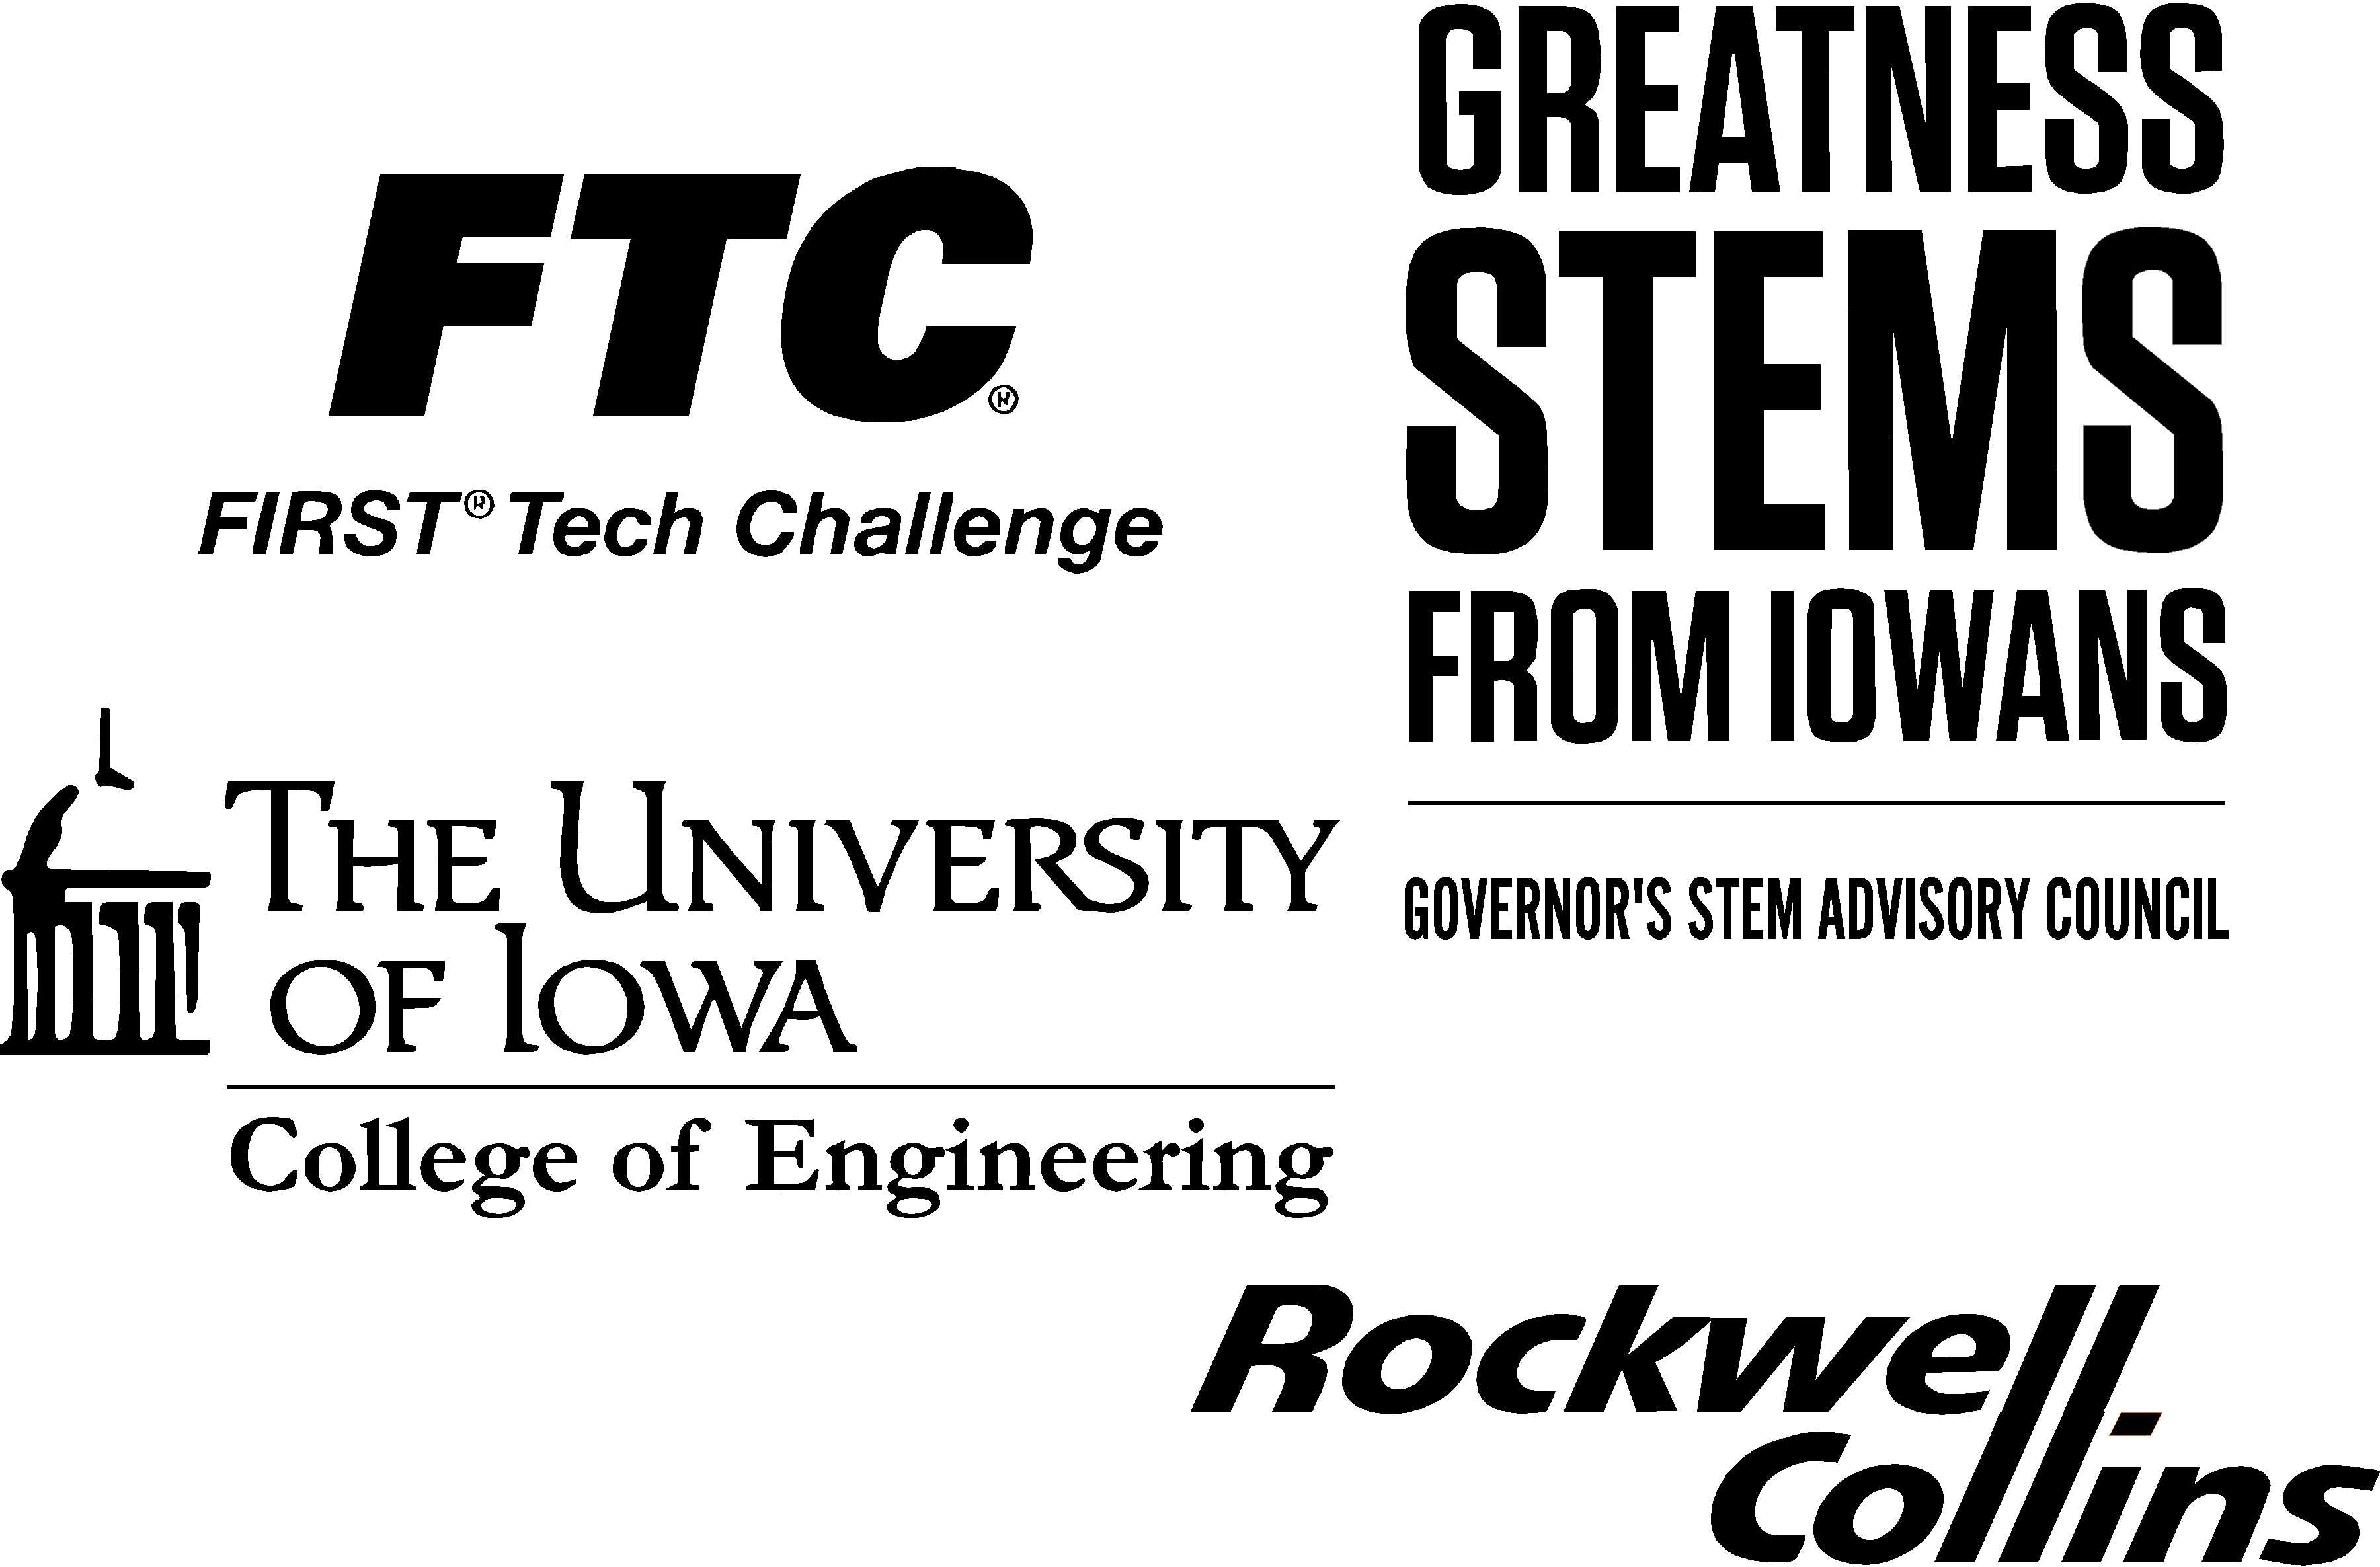 FTC®
FIRST® Tech Challenge
GREATNESS
STEMS
FROM IOWANS
GOVERNOR'S STEM ADVISORY COUNCIL
THE UNIVERSITY
OF IOWA
College of Engineering
Rockwell
Collins